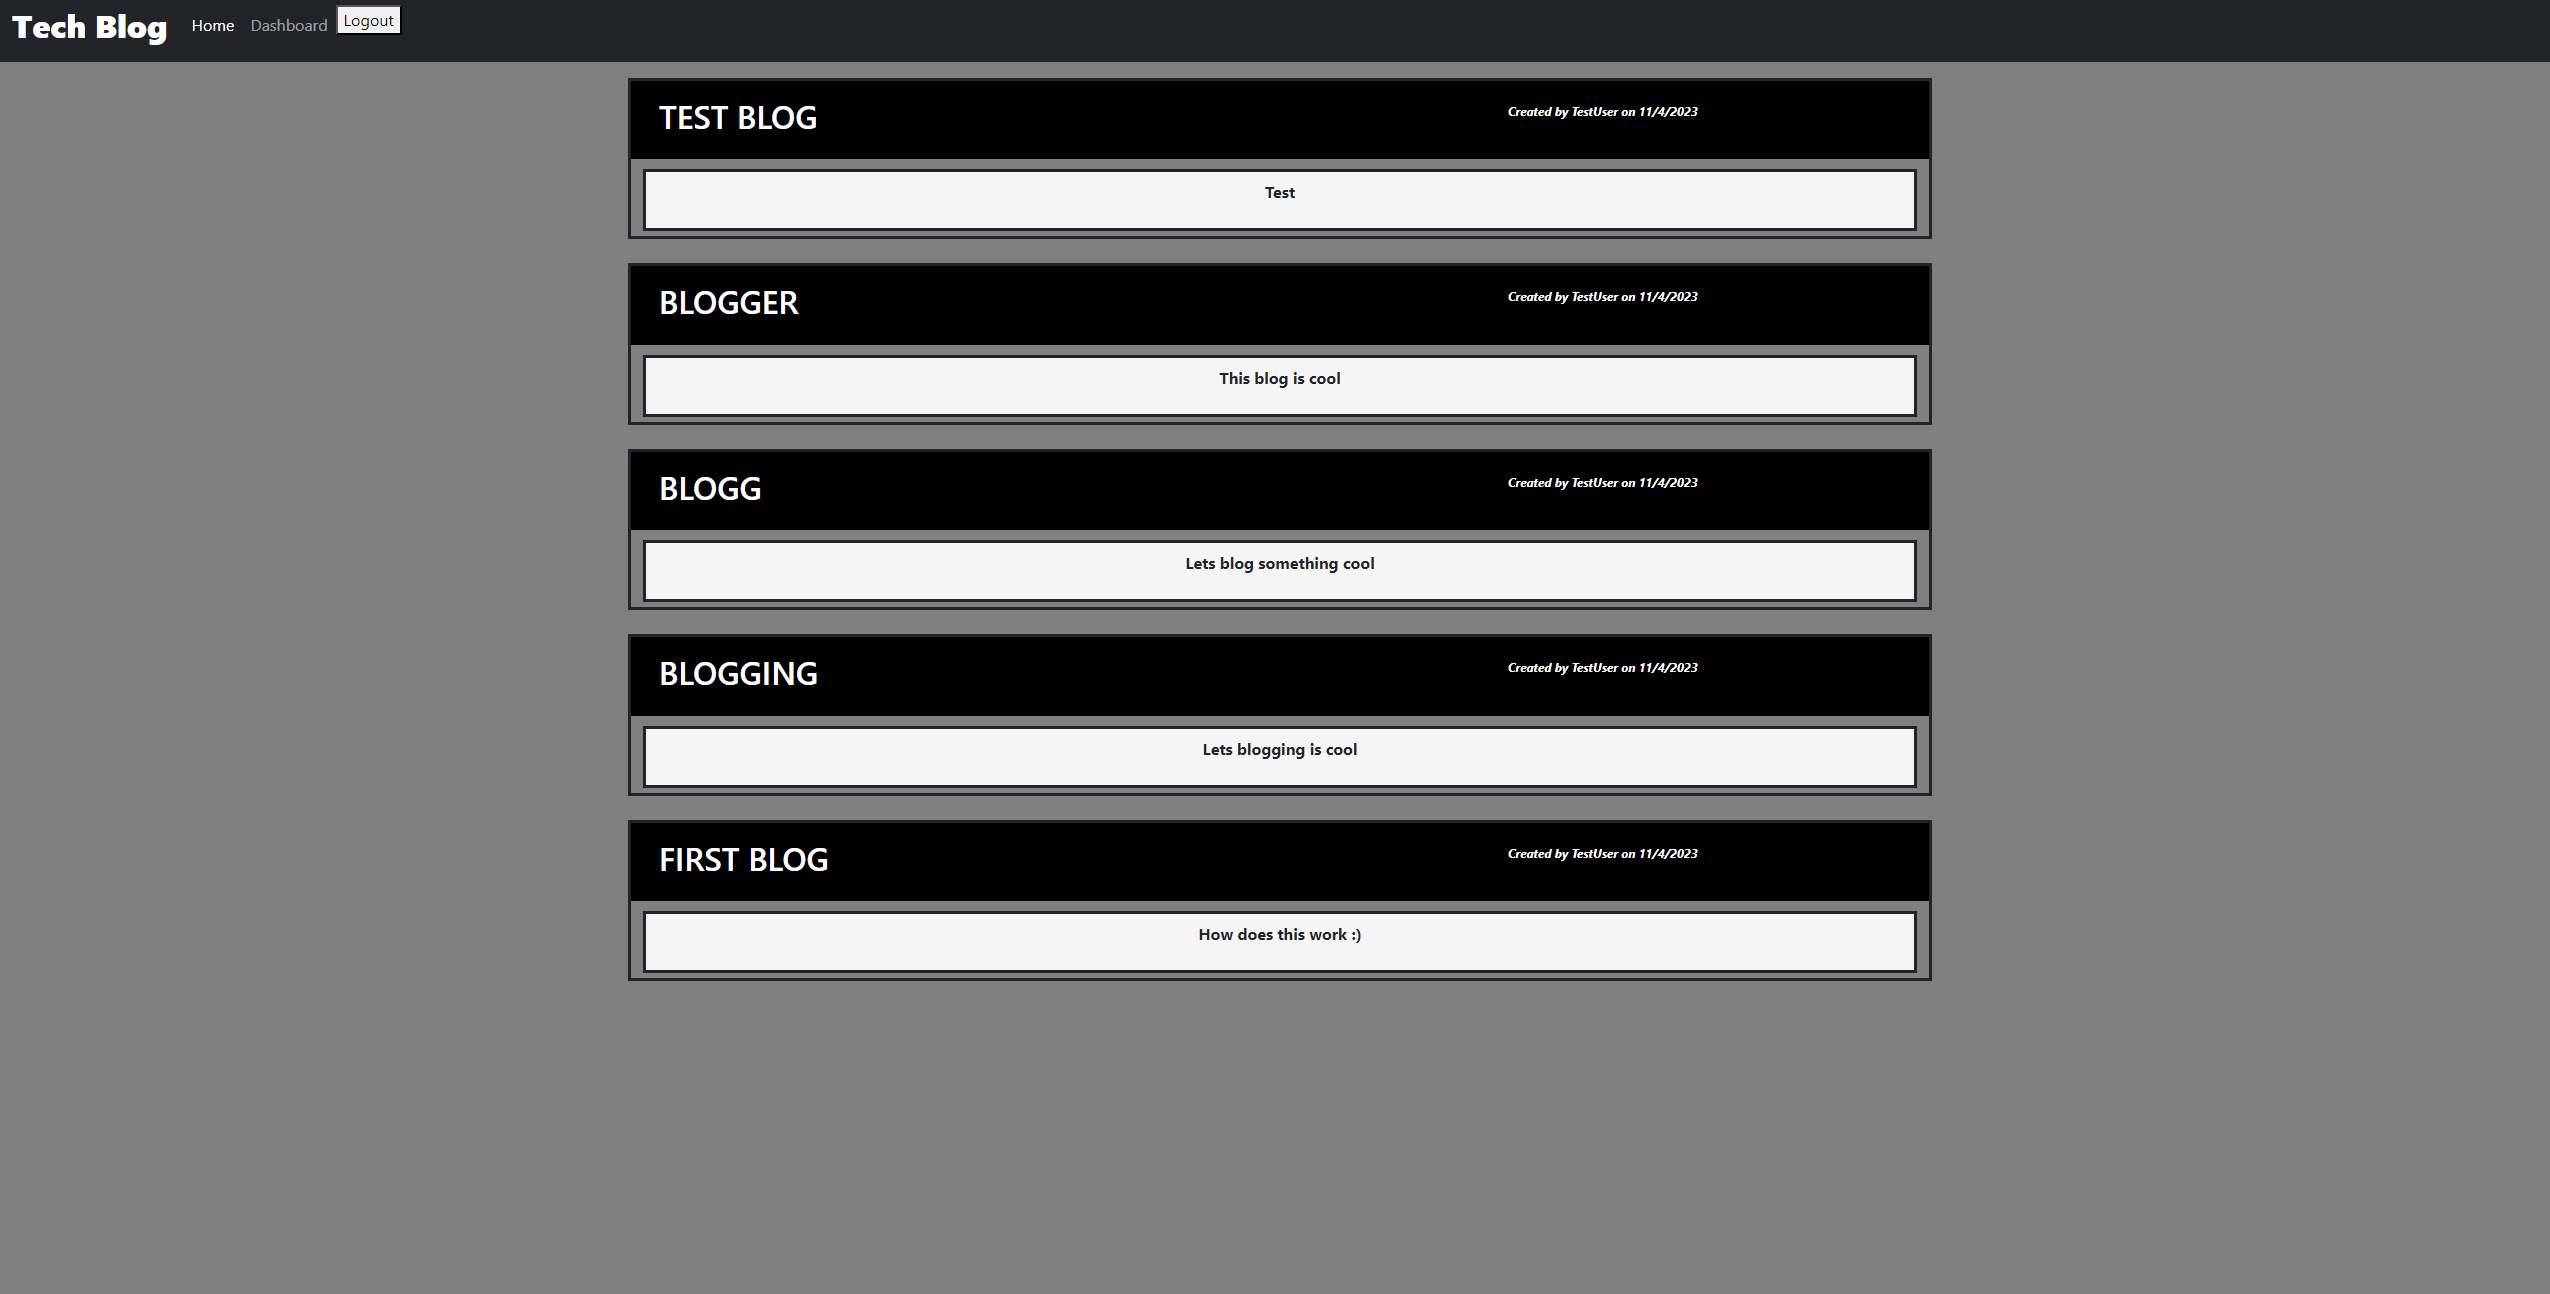 Tech Blog Home Dashboard Logout
TEST BLOG Created by TestUser on 11/4/2023
Test
BLOGGER Created by TestUser on 11/4/2023
This blog is cool
BLOGG Created by TestUser on 11/4/2023
Lets blog something cool
BLOGGING Created by TestUser on 11/4/2023
Lets blogging is cool
FIRST BLOG Created by TestUser on 11/4/2023
How does this work :)